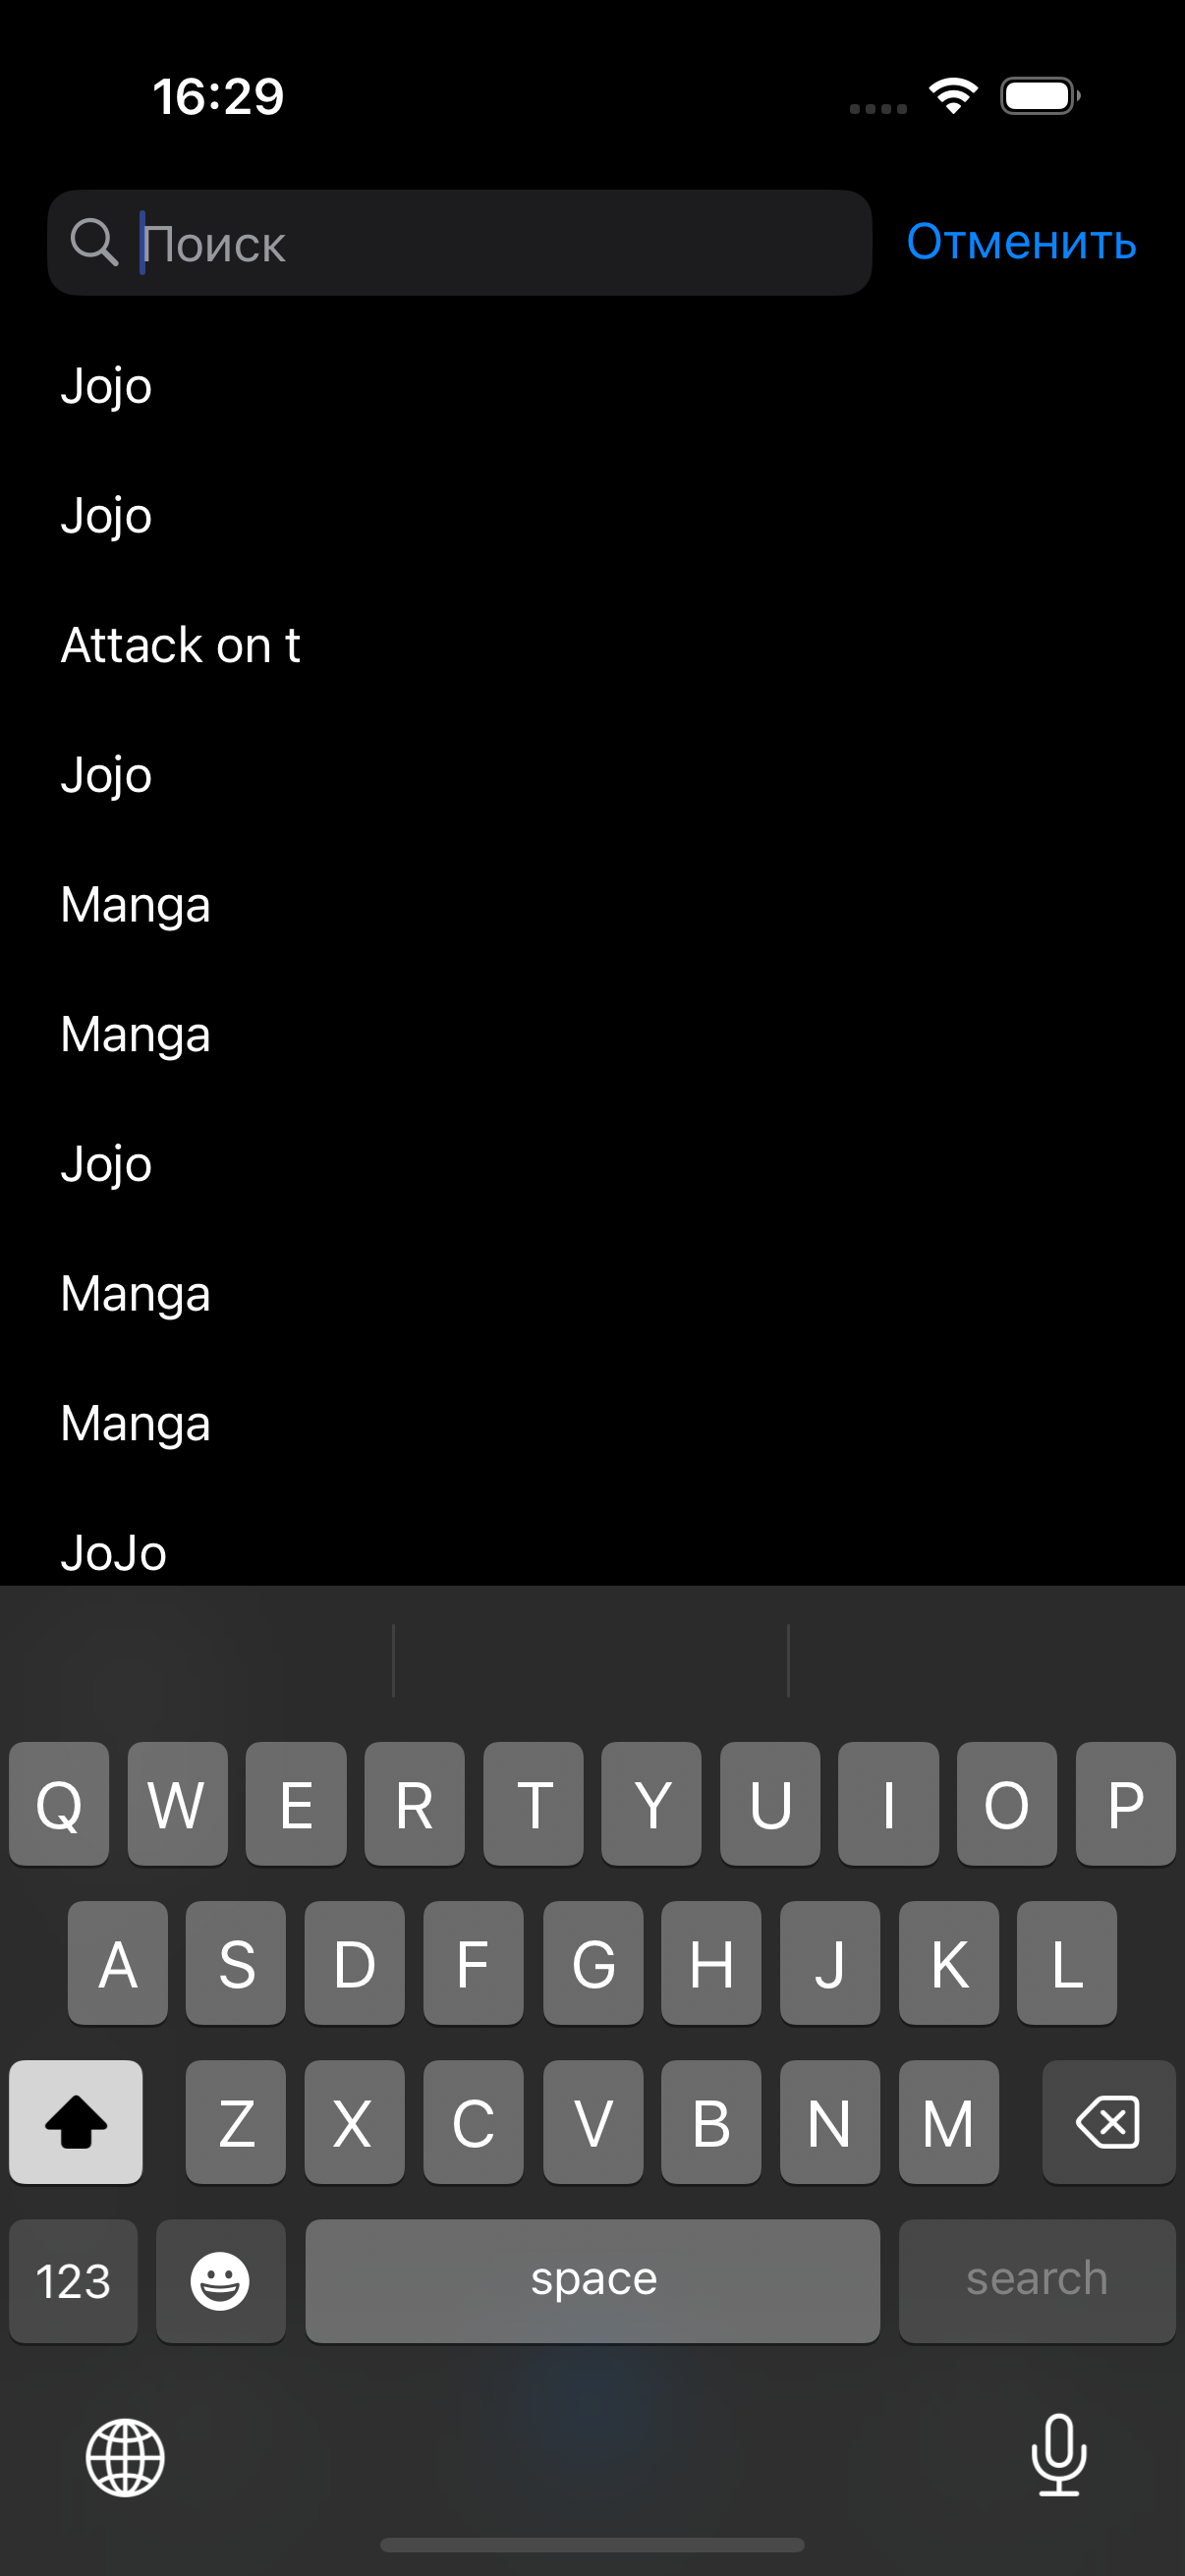 16:29
Поиск Отменить
Jojo
Jojo
Attack on t
Jojo
Manga
Manga
Jojo
Manga
Manga
JoJo
Q W E R T Y U I O P
A S D F G H J K L
Z X C V B N M
123 space search